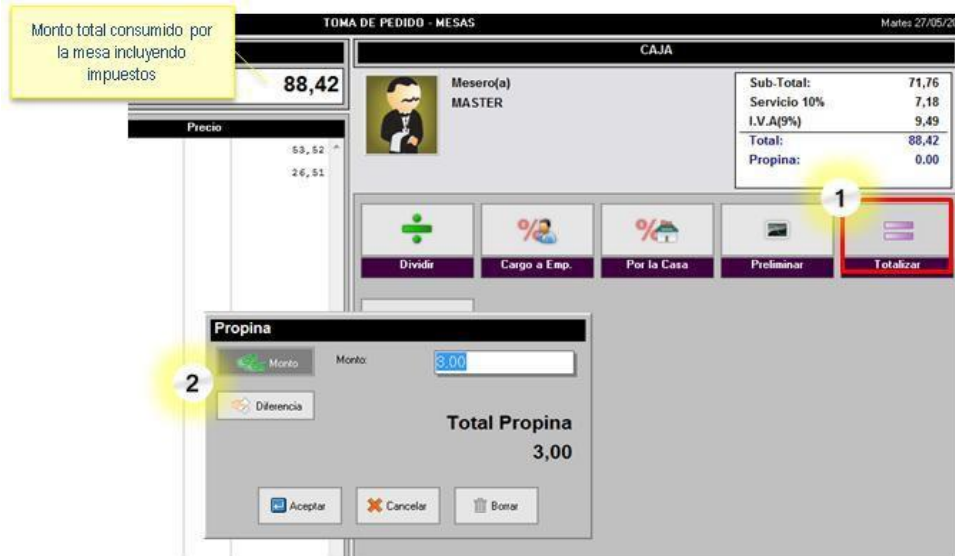 Monto total consumido por
la mesa incluyendo
impuestos
TOMA DE PEDIDO - MESAS
Martes 27/05/20
88,42
Precio
53,52
26,51
CAJA
Mesero(a)
MASTER
Sub-Total: 71,76
Servicio 10% 7,18
I.V.A(9%) 9,49
Total: 88,42
Propina: 0.00
1
Dividir
Cargo a Emp.
Por la Casa
Preliminar
Totalizar
Propina
2
Monto
Monto: 3,00
Diferencia
Total Propina
3,00
Aceptar
Cancelar
Borrar